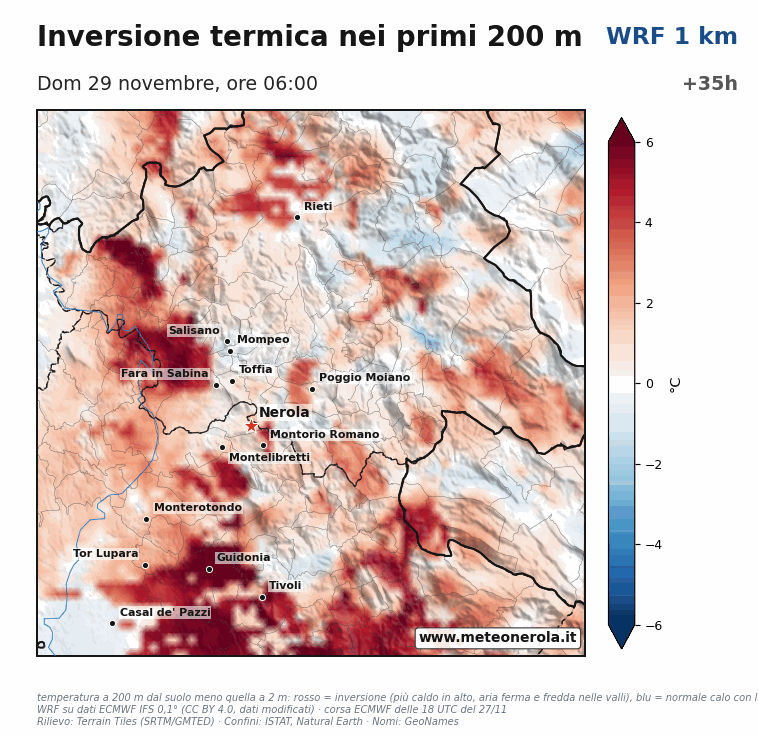 Inversione termica nei primi 200 m WRF 1 km
Dom 29 novembre, ore 06:00 +35h
6
4
2
0
−2
−4
−6
°C
Rieti
Salisano
Mompeo
Toffia
Fara in Sabina
Poggio Moiano
Nerola
Montorio Romano
Montelibretti
Monterotondo
Tor Lupara
Guidonia
Tivoli
Casal de' Pazzi
www.meteonerola.it
temperatura a 200 m dal suolo meno quella a 2 m: rosso = inversione (più caldo in alto, aria ferma e fredda nelle valli), blu = normale calo con
WRF su dati ECMWF IFS 0,1° (CC BY 4.0, dati modificati) · corsa ECMWF delle 18 UTC del 27/11
Rilievo: Terrain Tiles (SRTM/GMTED) · Confini: ISTAT, Natural Earth · Nomi: GeoNames